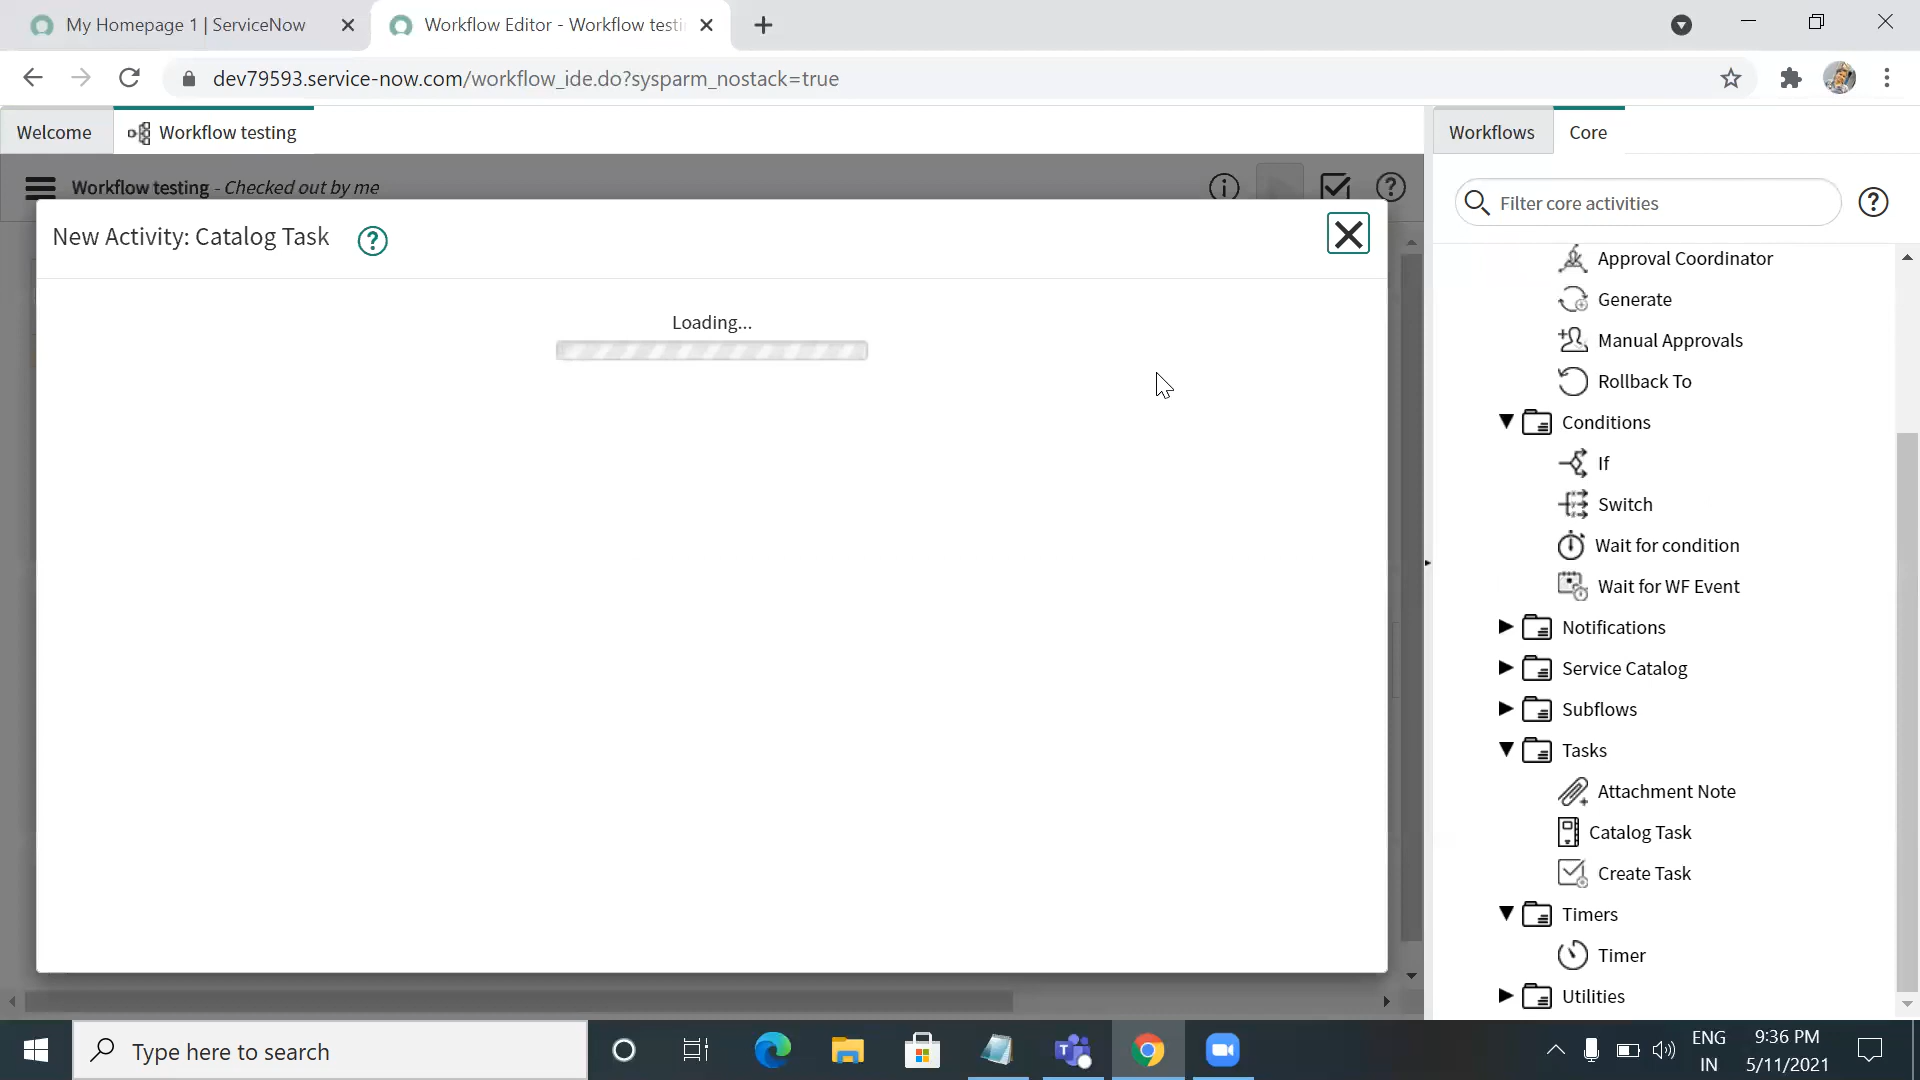 My Homepage 1 | ServiceNow
Workflow Editor - Workflow testi
dev79593.service-now.com/workflow_ide.do?sysparm_nostack=true
Welcome
Workflow testing
Workflows
Core
Workflow testing - Checked out by me
Filter core activities
New Activity: Catalog Task
Loading...
Approval Coordinator
Generate
Manual Approvals
Rollback To
Conditions
If
Switch
Wait for condition
Wait for WF Event
Notifications
Service Catalog
Subflows
Tasks
Attachment Note
Catalog Task
Create Task
Timers
Timer
Utilities
Type here to search
ENG
IN
9:36 PM
5/11/2021